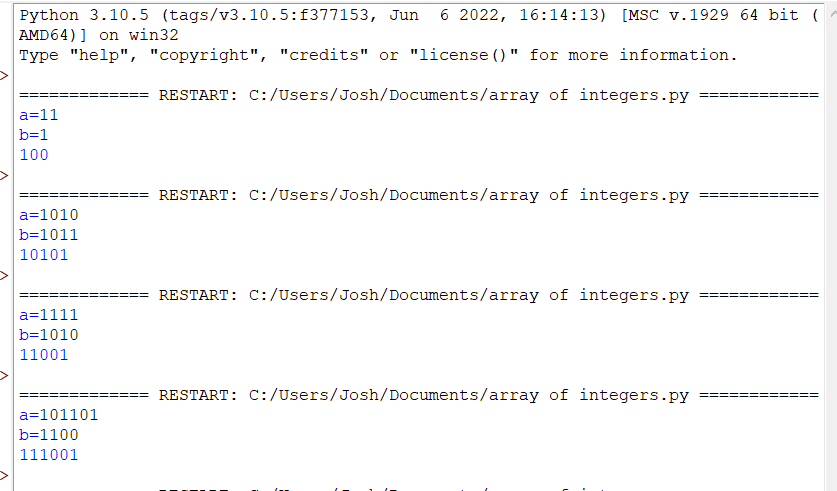 Python 3.10.5 (tags/v3.10.5:f377153, Jun  6 2022, 16:14:13) [MSC v.1929 64 bit (
AMD64)] on win32
Type "help", "copyright", "credits" or "license()" for more information.
>
============= RESTART: C:/Users/Josh/Documents/array of integers.py ============
a=11
b=1
100
>
============= RESTART: C:/Users/Josh/Documents/array of integers.py ============
a=1010
b=1011
10101
>
============= RESTART: C:/Users/Josh/Documents/array of integers.py ============
a=1111
b=1010
11001
>
============= RESTART: C:/Users/Josh/Documents/array of integers.py ============
a=101101
b=1100
111001
>